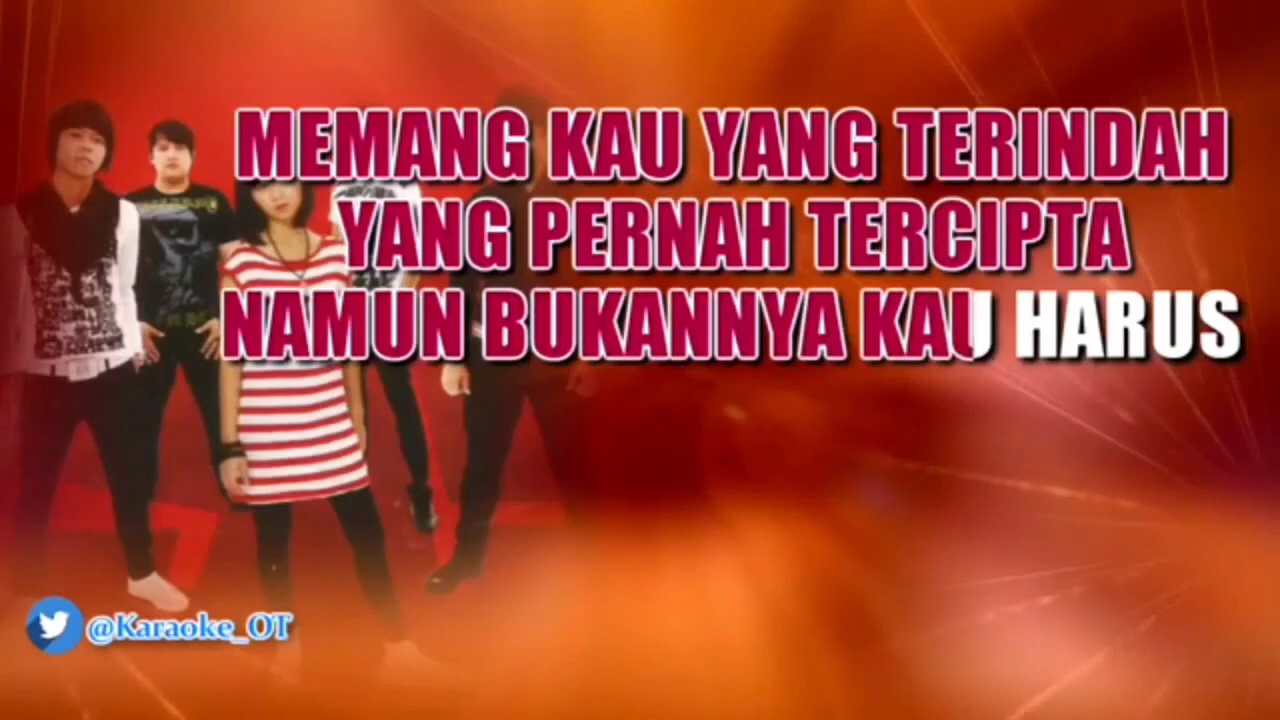 MEMANG KAU YANG TERINDAH
YANG PERNAH TERCIPTA
NAMUN BUKANNYA KAU HARUS
@Karaoke_OT